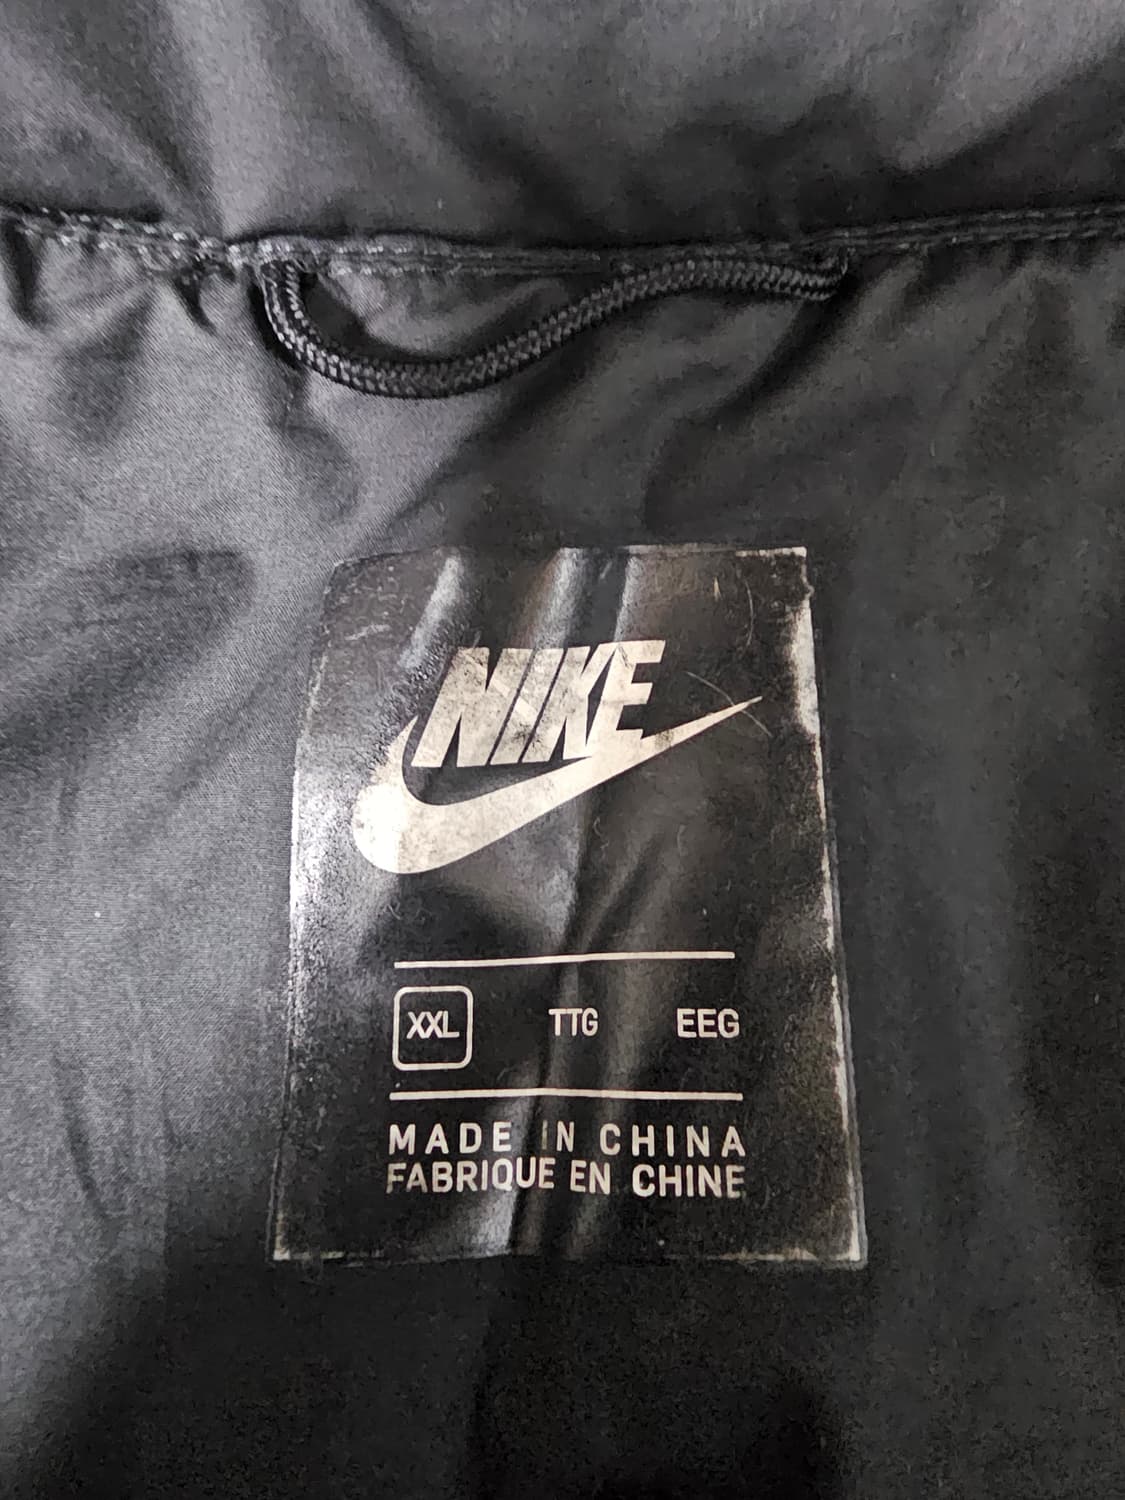 NIKE
XXL TTG EEG
MADE IN CHINA
FABRIQUE EN CHINE